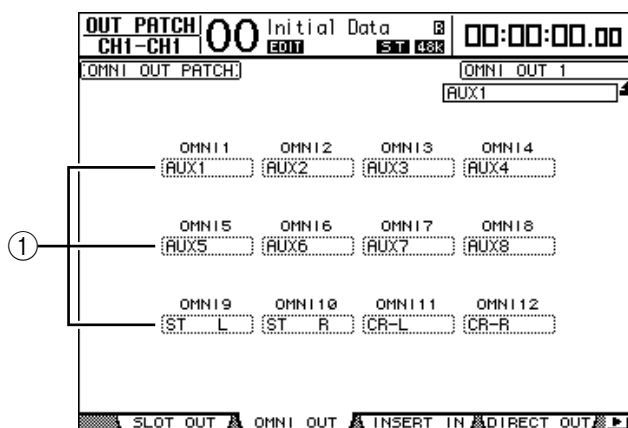 OUT PATCH
CH1-CH1
00 Initial Data R
EDIT ST 48K
00:00:00.00
OMNI OUT PATCH
OMNI OUT 1
AUX1
OMNI1 OMNI2 OMNI3 OMNI4
AUX1 AUX2 AUX3 AUX4
1
OMNI5 OMNI6 OMNI7 OMNI8
AUX5 AUX6 AUX7 AUX8
OMNI9 OMNI10 OMNI11 OMNI12
ST L ST R CR-L CR-R
SLOT OUT OMNI OUT INSERT IN DIRECT OUT